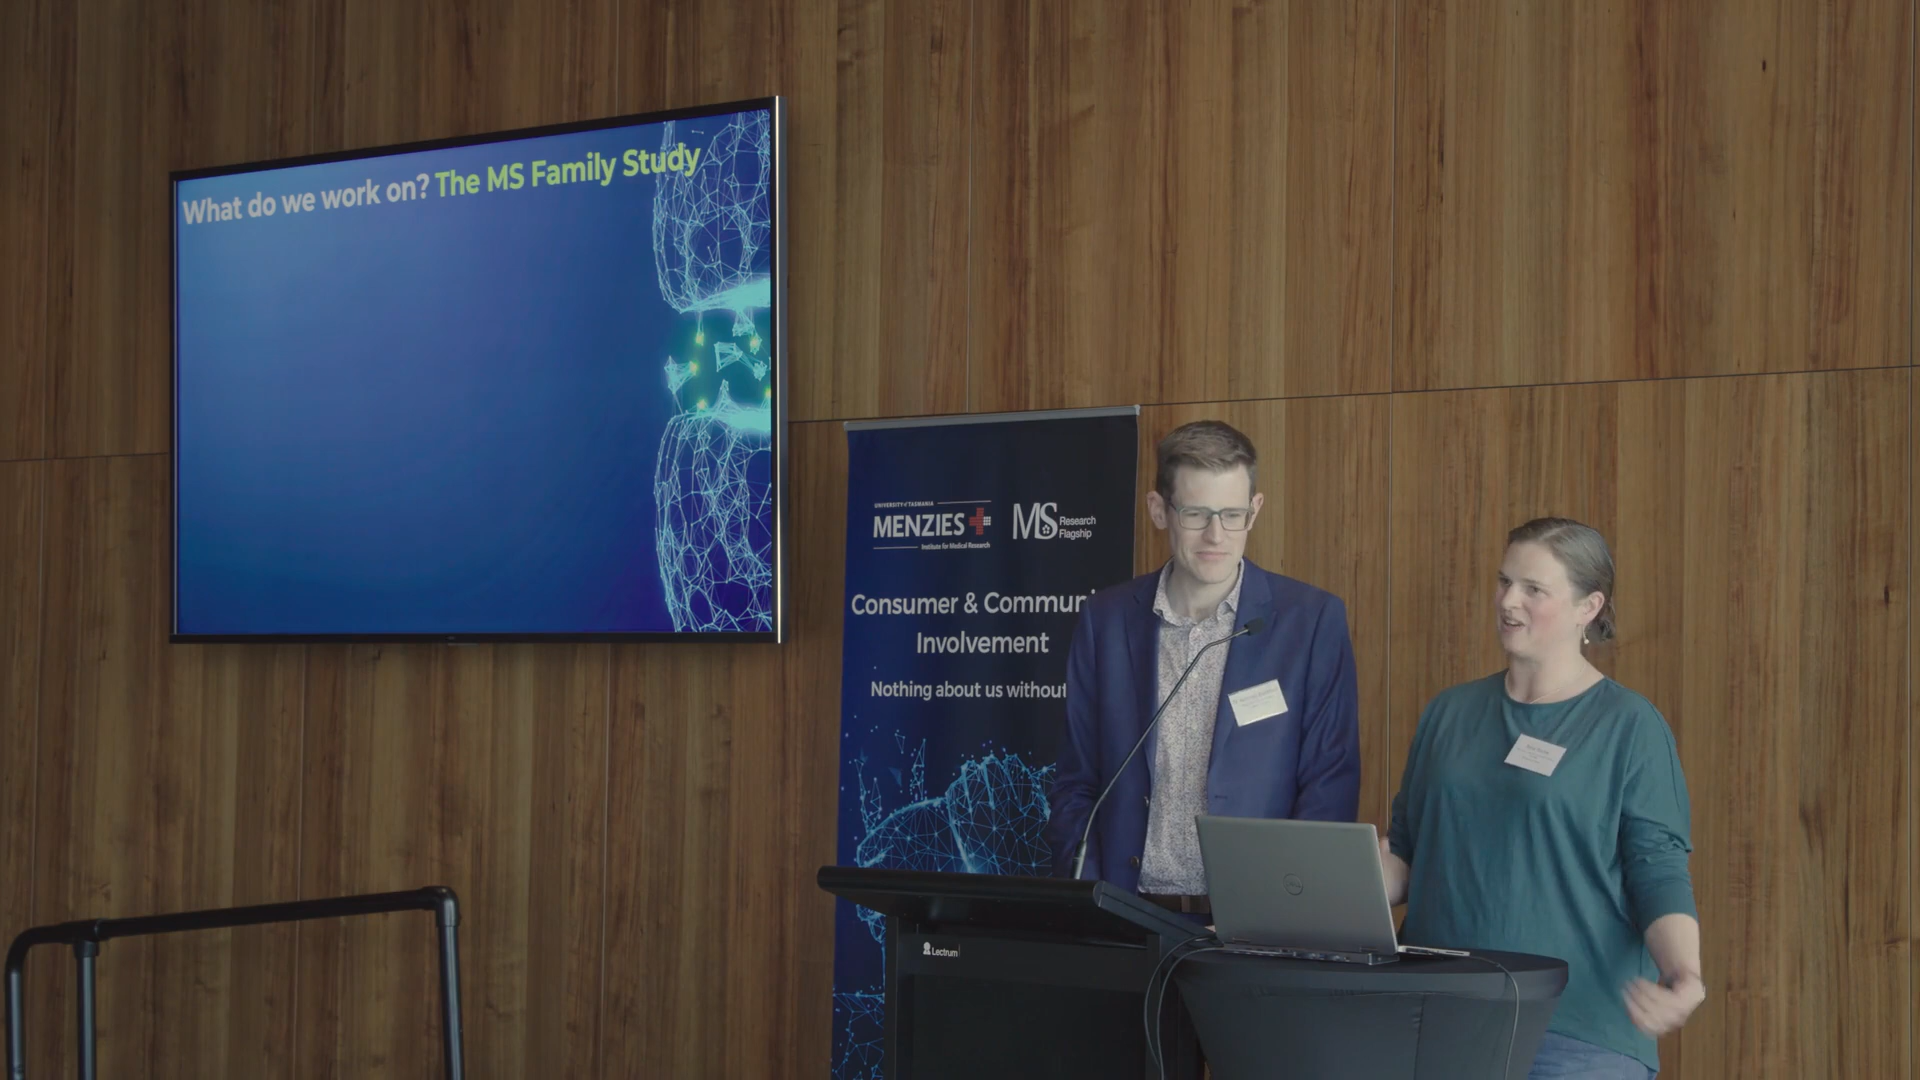 What do we work on? The MS Family Study
UNIVERSITY of TASMANIA
MENZIES
Institute for Medical Research
MS Research
Flagship
Consumer & Commun
Involvement
Nothing about us without
Lectrum
DELL